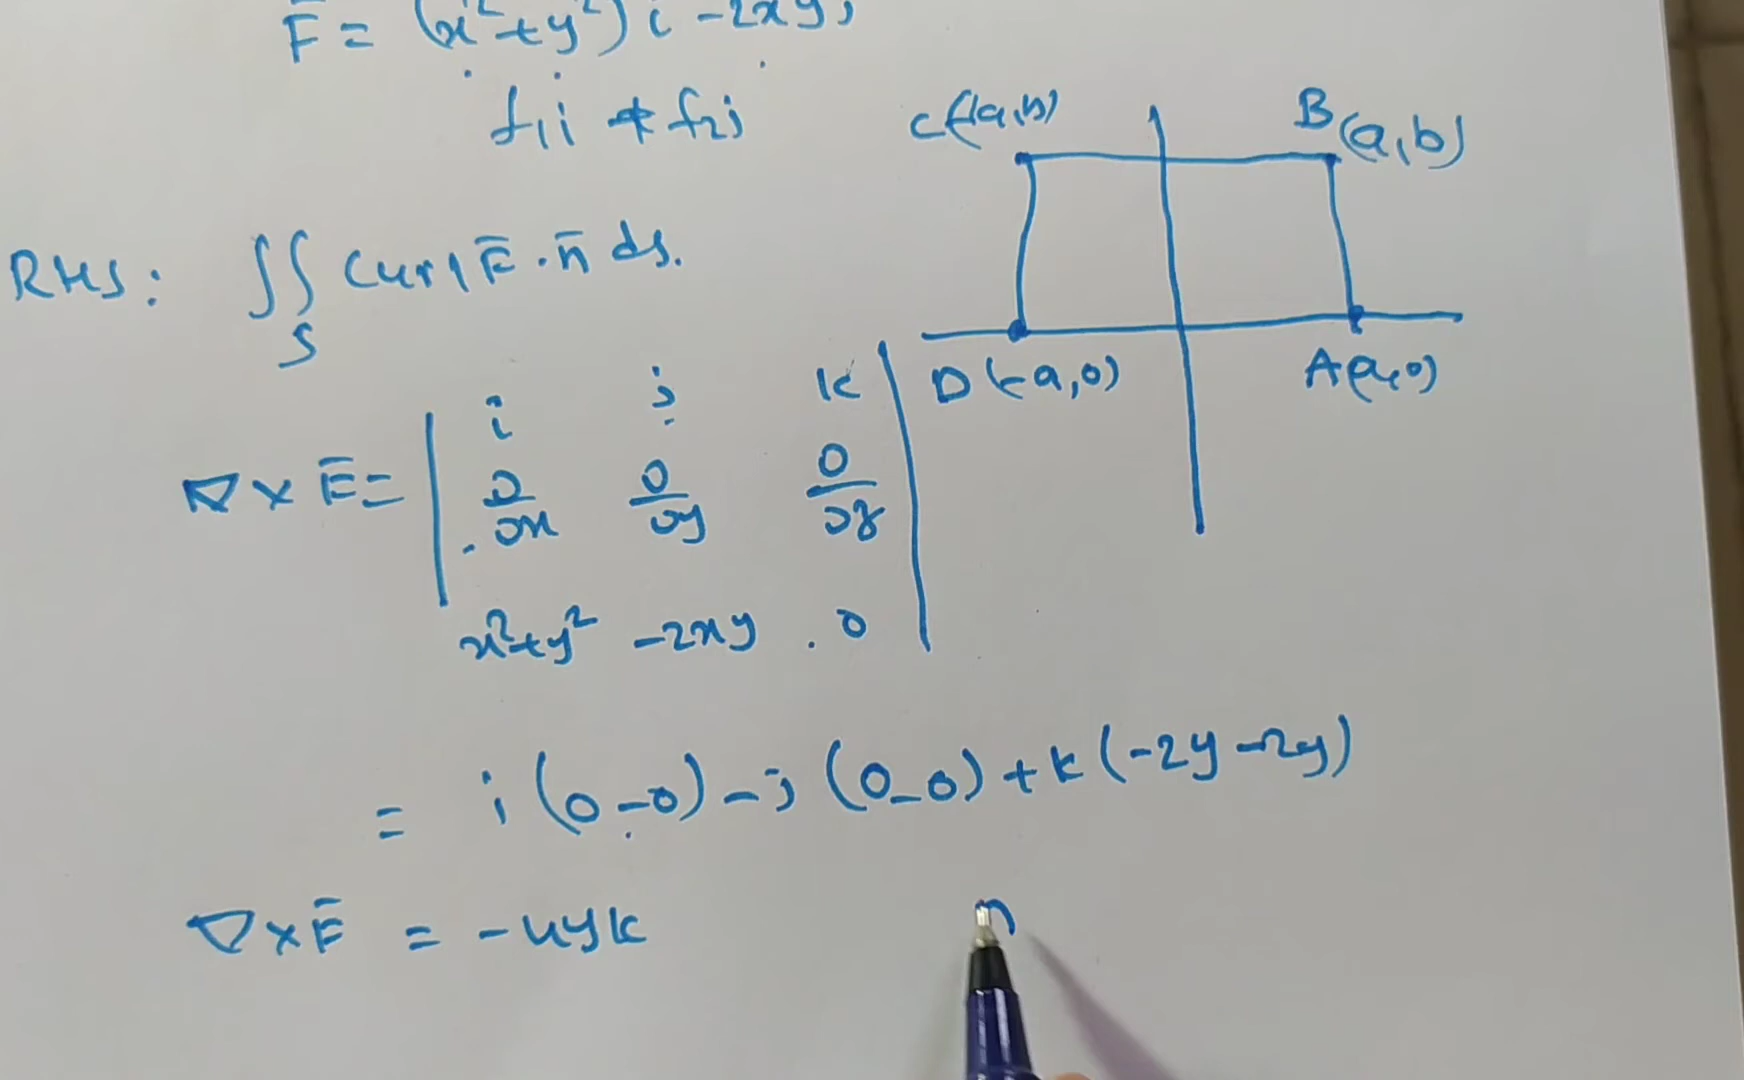 F̄ = (x²+y²)i -2xyj
f₁i + f₂j
C(-a,b)
B(a,b)
RHS: ∬ Curl F̄ . n̄ ds.
S
D(-a,0)
A(a,0)
i j k
∇ × F̄ = ∂/∂x ∂/∂y ∂/∂z
x²+y² -2xy . 0
= i(0-0) - j(0-0) + k(-2y-2y)
∇×F̄ = -4yk
n